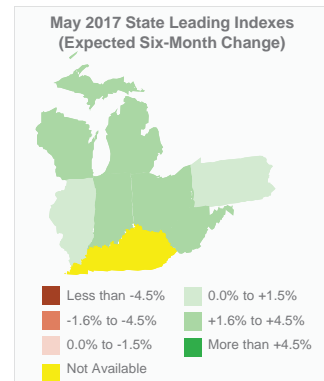 May 2017 State Leading Indexes
(Expected Six-Month Change)
Less than -4.5%
0.0% to +1.5%
-1.6% to -4.5%
+1.6% to +4.5%
0.0% to -1.5%
More than +4.5%
Not Available